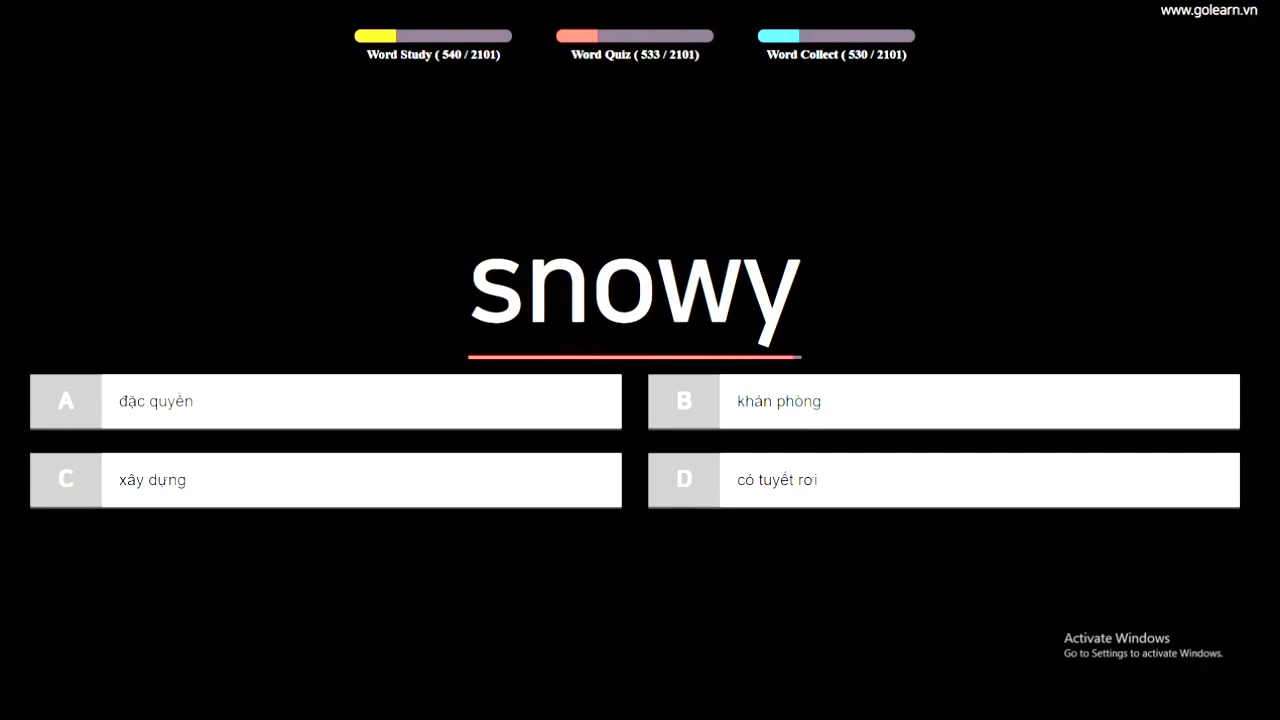 www.golearn.vn
Word Study ( 540 / 2101)
Word Quiz ( 533 / 2101)
Word Collect ( 530 / 2101)
snowy
A đặc quyền
B khán phòng
C xây dựng
D có tuyết rơi
Activate Windows
Go to Settings to activate Windows.